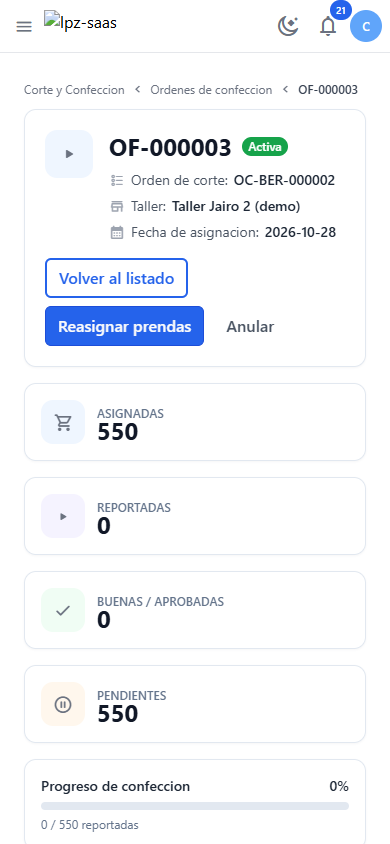 lpz-saas
21
C
Corte y Confeccion < Ordenes de confeccion < OF-000003
OF-000003 Activa
Orden de corte: OC-BER-000002
Taller: Taller Jairo 2 (demo)
Fecha de asignacion: 2026-10-28
Volver al listado
Reasignar prendas Anular
ASIGNADAS
550
REPORTADAS
0
BUENAS / APROBADAS
0
PENDIENTES
550
Progreso de confeccion 0%
0 / 550 reportadas